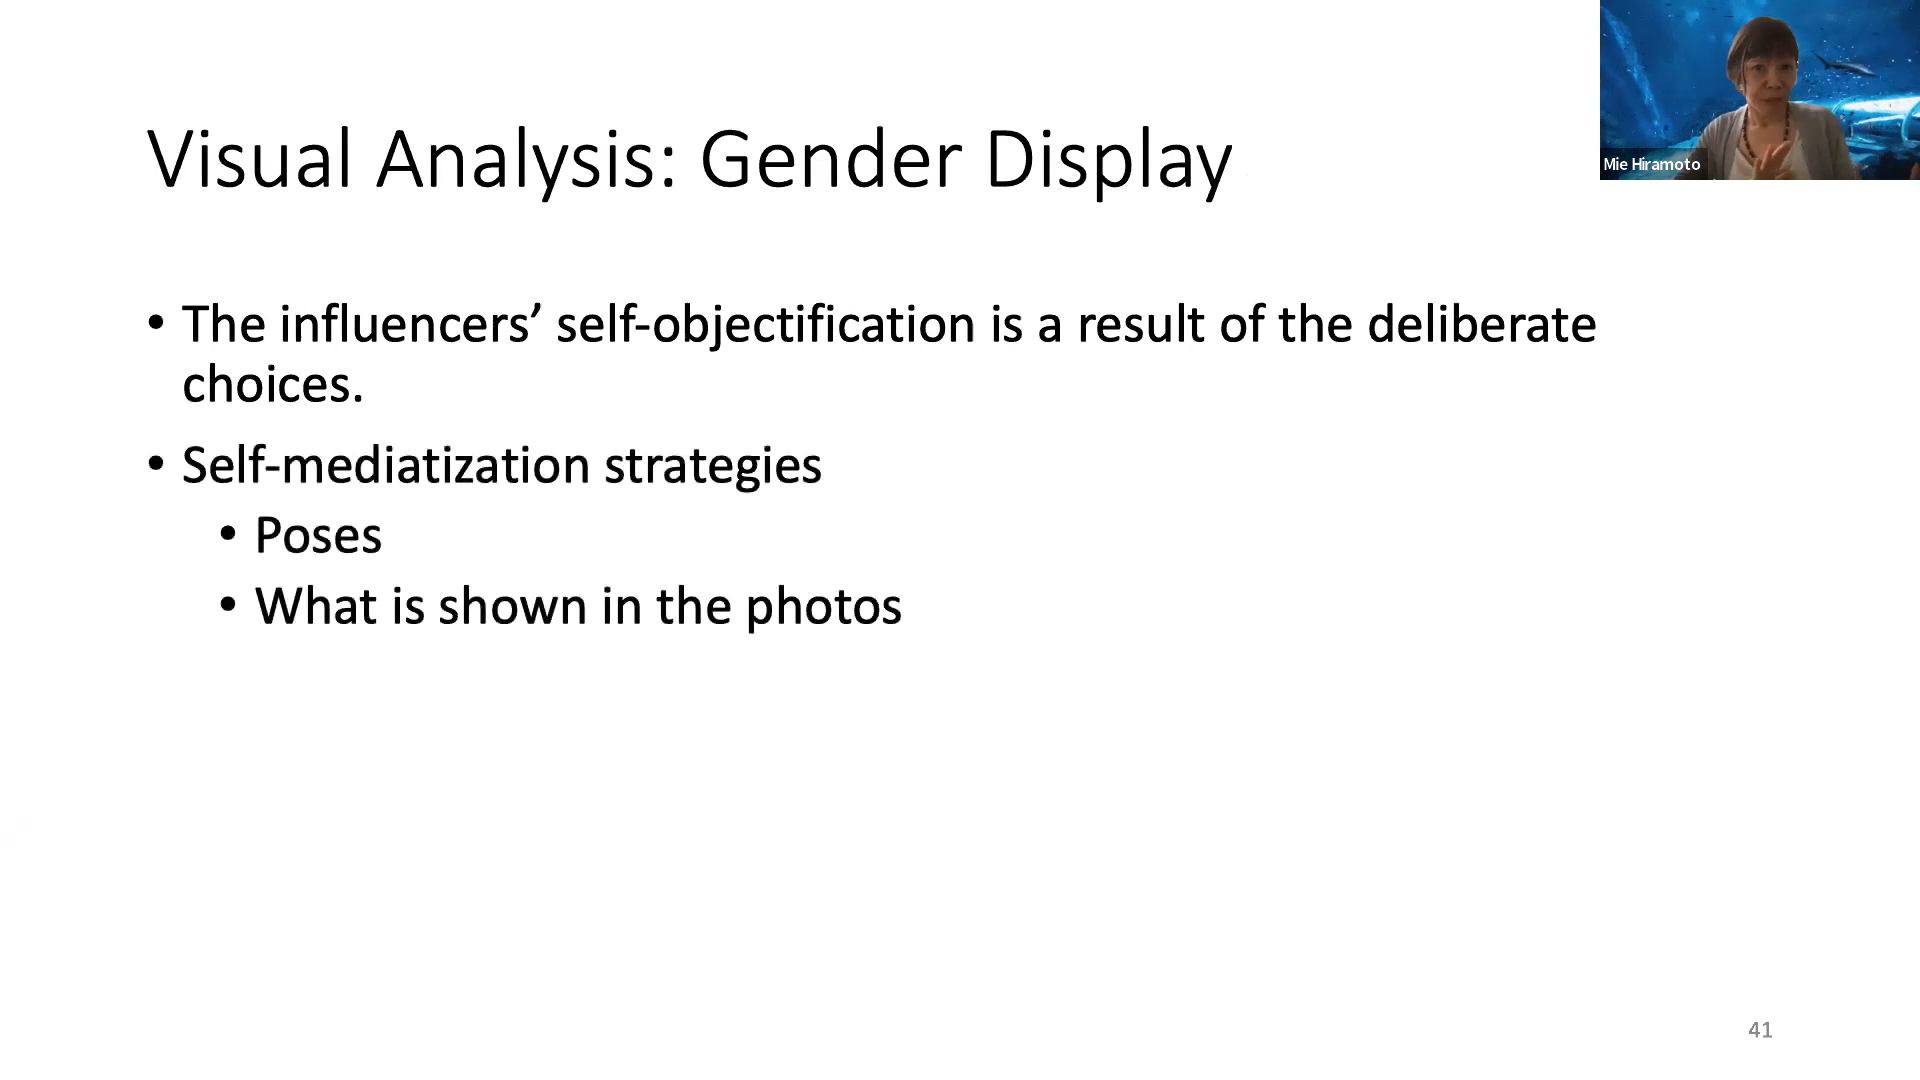 Visual Analysis: Gender Display
Mie Hiramoto
• The influencers’ self-objectification is a result of the deliberate
choices.
• Self-mediatization strategies
• Poses
• What is shown in the photos
41